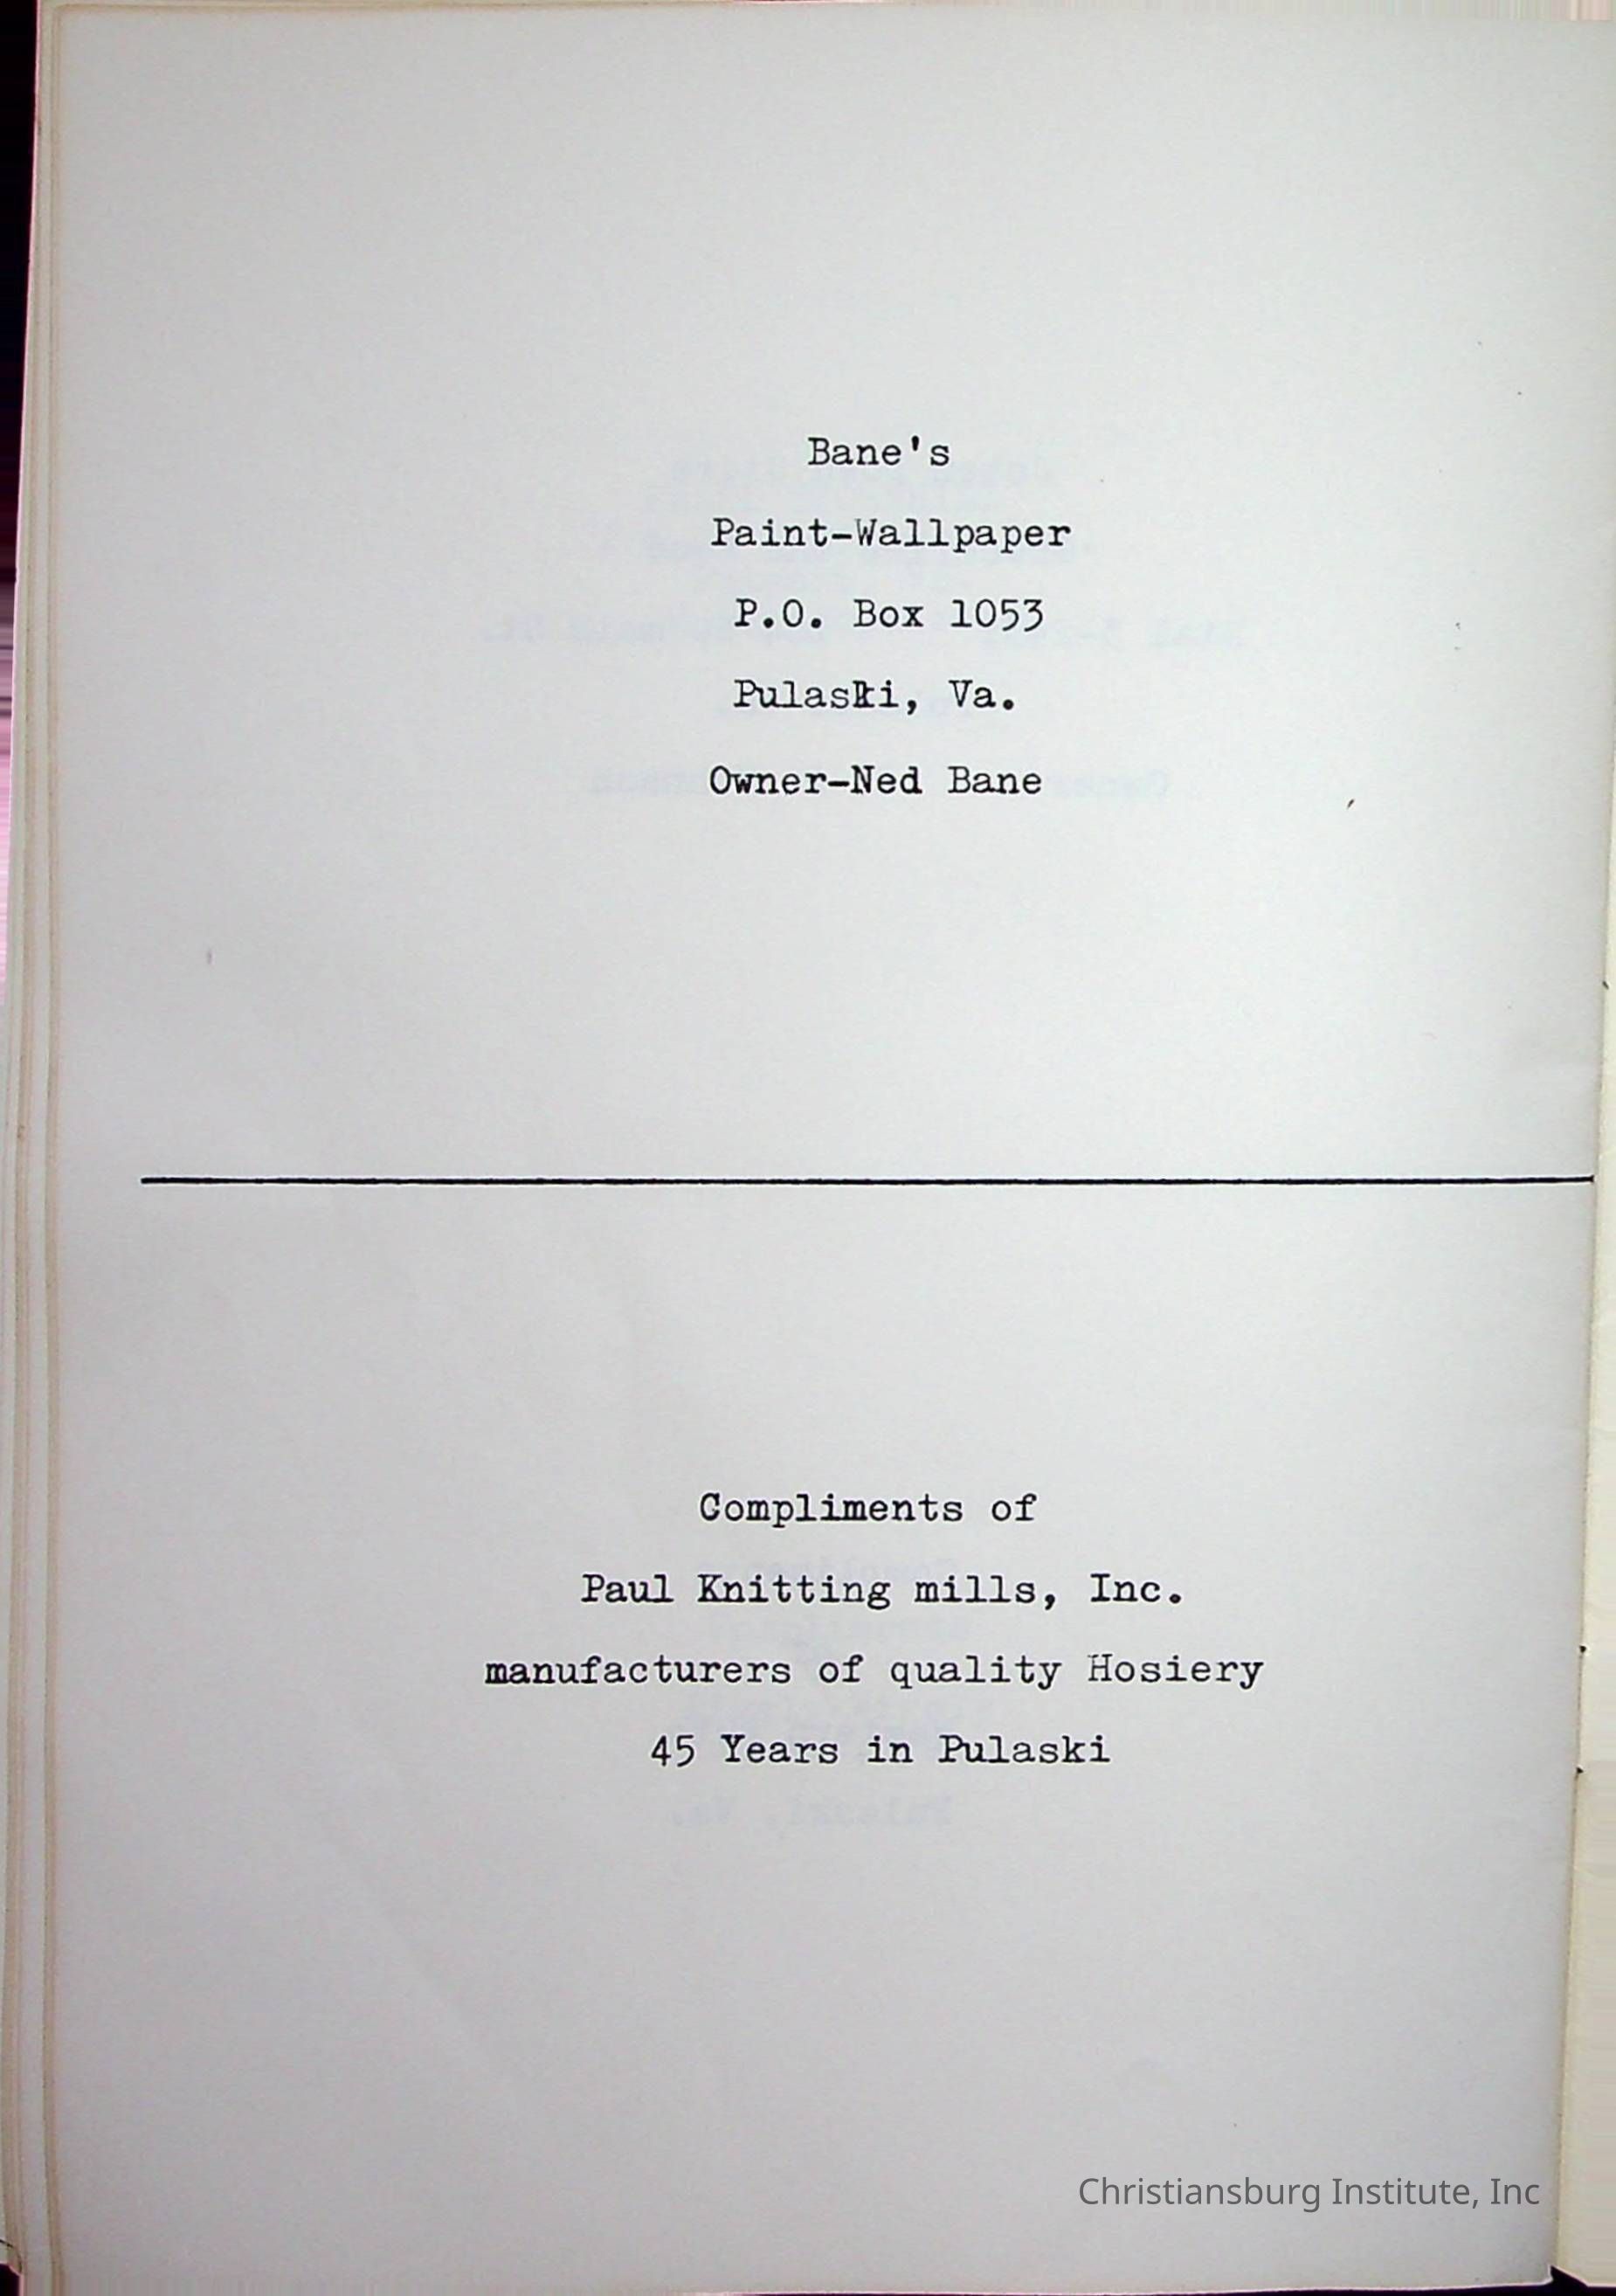 Bane's
Paint-Wallpaper
P.O. Box 1053
Pulaski, Va.
Owner-Ned Bane
Compliments of
Paul Knitting mills, Inc.
manufacturers of quality Hosiery
45 Years in Pulaski
Christiansburg Institute, Inc